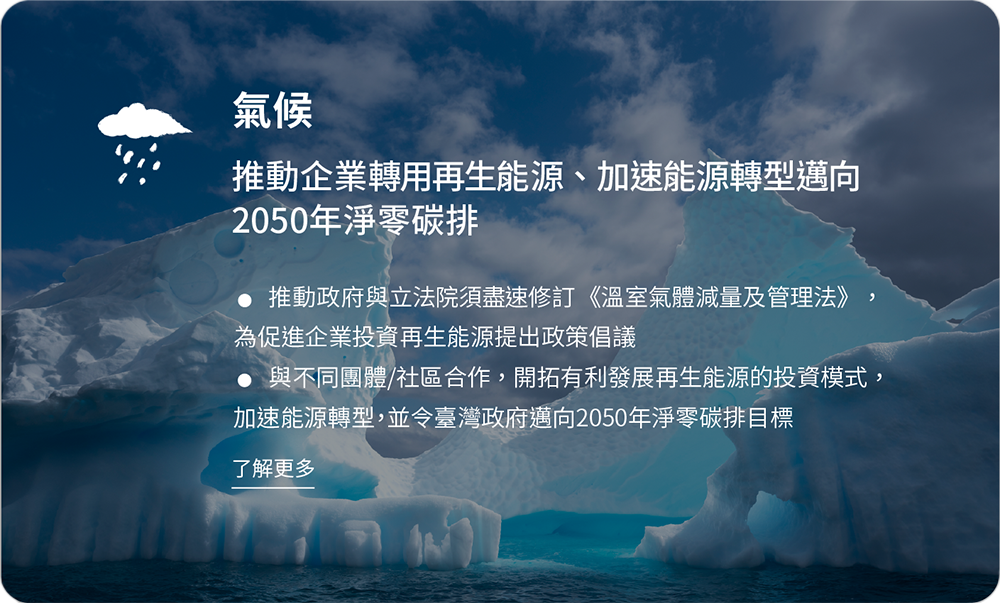 氣候
推動企業轉用再生能源、加速能源轉型邁向
2050年淨零碳排
● 推動政府與立法院須盡速修訂《溫室氣體減量及管理法》，
為促進企業投資再生能源提出政策倡議
● 與不同團體/社區合作，開拓有利發展再生能源的投資模式，
加速能源轉型，並令臺灣政府邁向2050年淨零碳排目標
了解更多